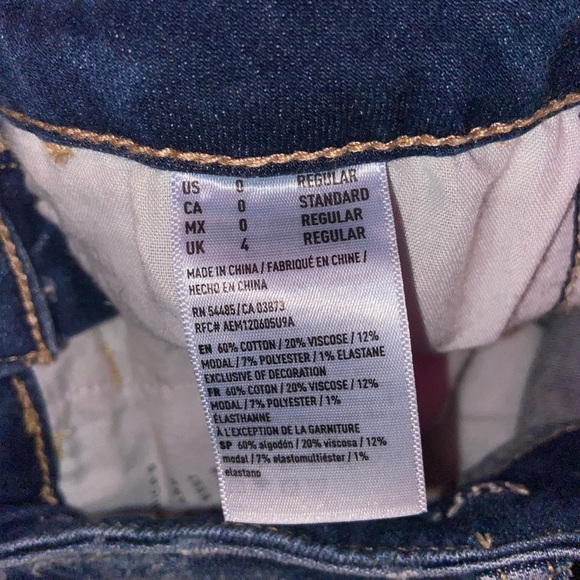 US 0 REGULAR
CA 0 STANDARD
MX 0 REGULAR
UK 4 REGULAR
MADE IN CHINA / FABRIQUÉ EN CHINE /
HECHO EN CHINA
RN 54485 / CA 03873
RFC# AEM120605U9A
EN 60% COTTON / 20% VISCOSE / 12%
MODAL / 7% POLYESTER / 1% ELASTANE
EXCLUSIVE OF DECORATION
FR 60% COTON / 20% VISCOSE / 12%
MODAL / 7% POLYESTER / 1%
ÉLASTHANNE
À L'EXCEPTION DE LA GARNITURE
SP 60% algodón / 20% viscosa / 12%
modal / 7% elastomultiéster / 1%
elastano